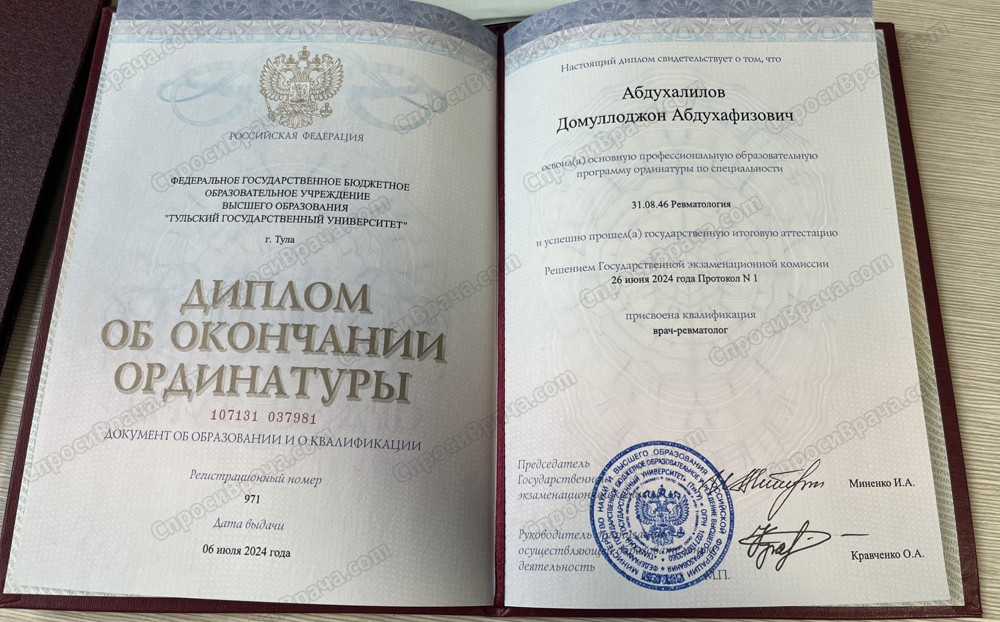 РОССИЙСКАЯ ФЕДЕРАЦИЯ
ФЕДЕРАЛЬНОЕ ГОСУДАРСТВЕННОЕ БЮДЖЕТНОЕ
ОБРАЗОВАТЕЛЬНОЕ УЧРЕЖДЕНИЕ
ВЫСШЕГО ОБРАЗОВАНИЯ
"ТУЛЬСКИЙ ГОСУДАРСТВЕННЫЙ УНИВЕРСИТЕТ"
г. Тула
ДИПЛОМ
ОБ ОКОНЧАНИИ
ОРДИНАТУРЫ
107131 037981
ДОКУМЕНТ ОБ ОБРАЗОВАНИИ И О КВАЛИФИКАЦИИ
Регистрационный номер
971
Дата выдачи
06 июля 2024 года
Настоящий диплом свидетельствует о том, что
Абдухалилов
Домуллоджон Абдухафизович
освоил(а) основную профессиональную образовательную
программу ординатуры по специальности
31.08.46 Ревматология
и успешно прошел(а) государственную итоговую аттестацию
Решением Государственной экзаменационной комиссии
26 июня 2024 года Протокол N 1
присвоена квалификация
врач-ревматолог
Председатель
Миненко И.А.
Руководитель
Кравченко О.А.
деятельность
М.П.
СпросиВрача.com